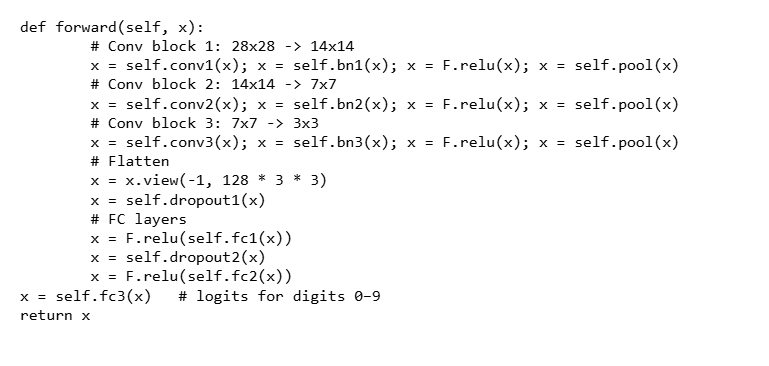 def forward(self, x):
        # Conv block 1: 28x28 -> 14x14
        x = self.conv1(x); x = self.bn1(x); x = F.relu(x); x = self.pool(x)
        # Conv block 2: 14x14 -> 7x7
        x = self.conv2(x); x = self.bn2(x); x = F.relu(x); x = self.pool(x)
        # Conv block 3: 7x7 -> 3x3
        x = self.conv3(x); x = self.bn3(x); x = F.relu(x); x = self.pool(x)
        # Flatten
        x = x.view(-1, 128 * 3 * 3)
        x = self.dropout1(x)
        # FC layers
        x = F.relu(self.fc1(x))
        x = self.dropout2(x)
        x = F.relu(self.fc2(x))
x = self.fc3(x)   # logits for digits 0–9
return x